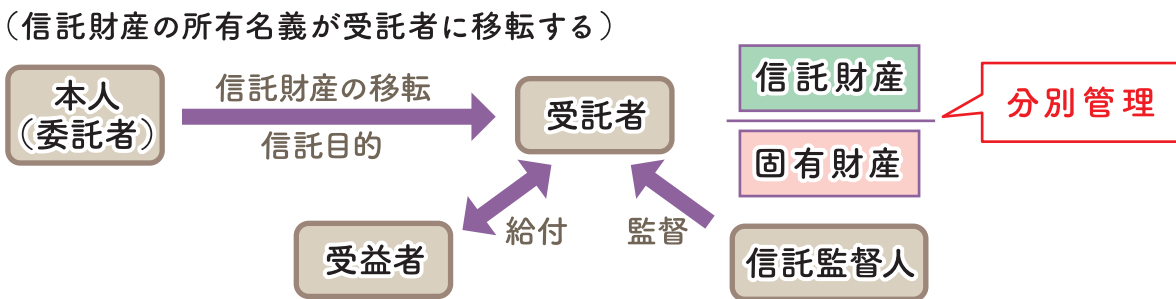 （信託財産の所有名義が受託者に移転する）
本人
（委託者）
信託財産の移転
信託目的
受託者
信託財産
固有財産
分別管理
給付
監督
受益者
信託監督人